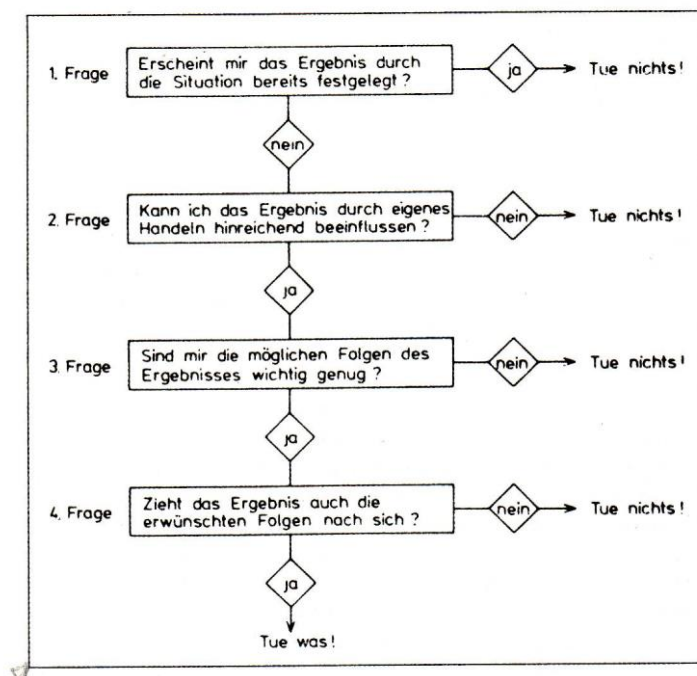 1. Frage
Erscheint mir das Ergebnis durch
die Situation bereits festgelegt ?
ja
Tue nichts!
nein
2. Frage
Kann ich das Ergebnis durch eigenes
Handeln hinreichend beeinflussen ?
nein
Tue nichts!
ja
3. Frage
Sind mir die möglichen Folgen des
Ergebnisses wichtig genug ?
nein
Tue nichts!
ja
4. Frage
Zieht das Ergebnis auch die
erwünschten Folgen nach sich ?
nein
Tue nichts!
ja
Tue was!